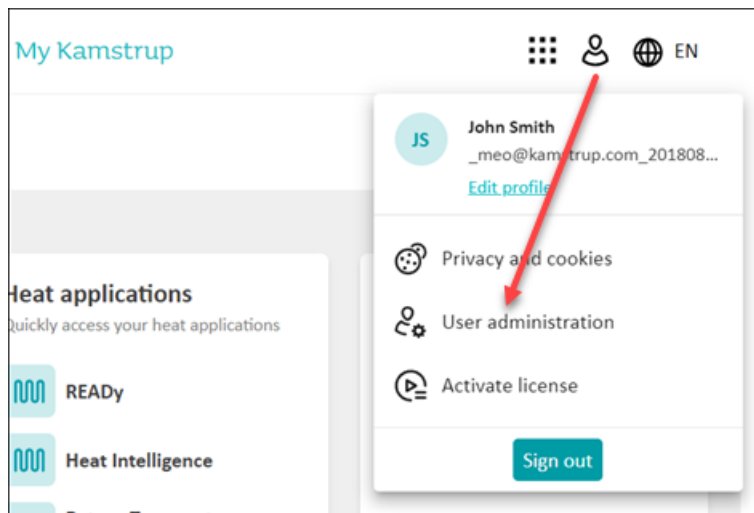 My Kamstrup
EN
JS
John Smith
_meo@kamstrup.com_201808...
Edit profile
Privacy and cookies
User administration
Activate license
Sign out
Heat applications
Quickly access your heat applications
READy
Heat Intelligence